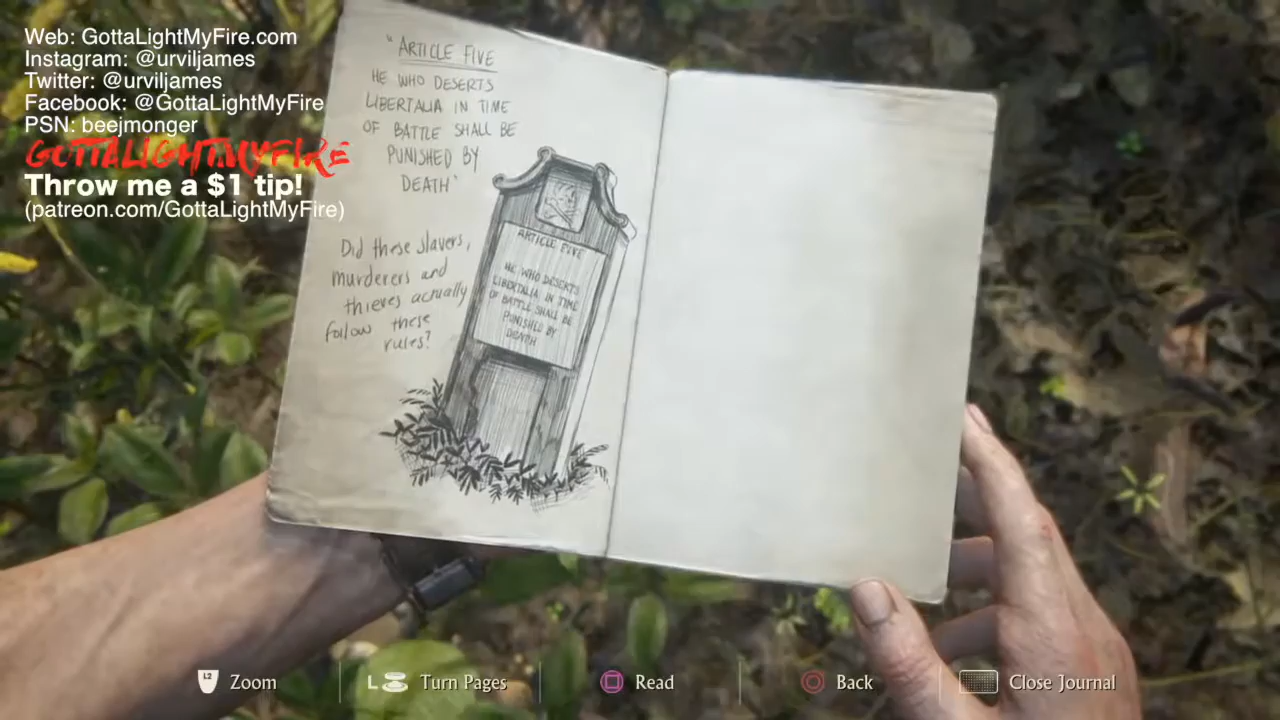 Web: GottaLightMyFire.com
Instagram: @urviljames
Twitter: @urviljames
Facebook: @GottaLightMyFire
PSN: beejmonger
GOTTALIGHTMYFIRE
Throw me a $1 tip!
(patreon.com/GottaLightMyFire)
"ARTICLE FIVE
HE WHO DESERTS
LIBERTALIA IN TIME
OF BATTLE SHALL BE
PUNISHED BY
DEATH"
Did these slavers,
murderers and
thieves actually
follow these
rules?
ARTICLE FIVE
HE WHO DESERTS
LIBERTALIA IN TIME
OF BATTLE SHALL BE
PUNISHED BY
DEATH
L2 Zoom
L Turn Pages
Read
Back
Close Journal